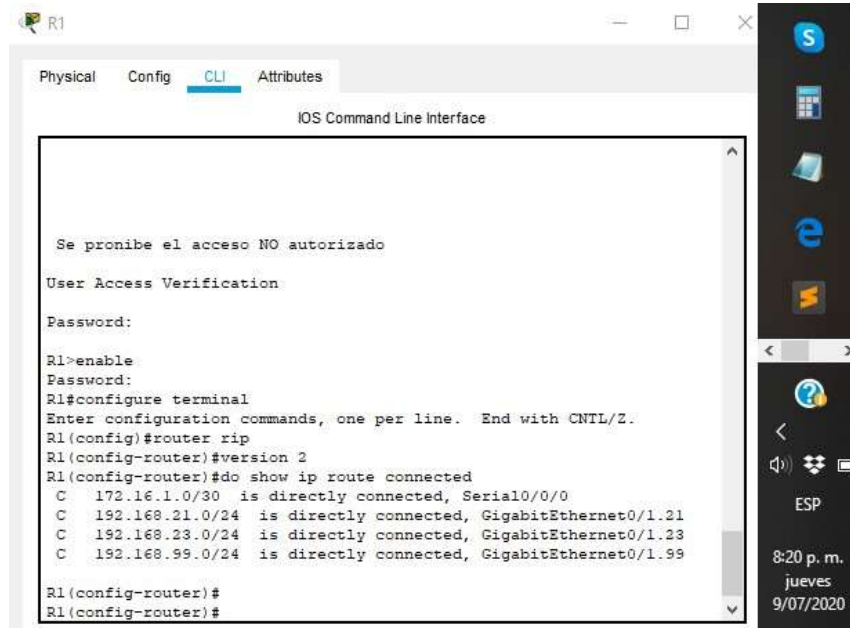 R1
Physical Config CLI Attributes
IOS Command Line Interface
Se pronibe el acceso NO autorizado
User Access Verification
Password:
R1>enable
Password:
R1#configure terminal
Enter configuration commands, one per line. End with CNTL/Z.
R1(config)#router rip
R1(config-router)#version 2
R1(config-router)#do show ip route connected
C 172.16.1.0/30 is directly connected, Serial0/0/0
C 192.168.21.0/24 is directly connected, GigabitEthernet0/1.21
C 192.168.23.0/24 is directly connected, GigabitEthernet0/1.23
C 192.168.99.0/24 is directly connected, GigabitEthernet0/1.99
R1(config-router)#
R1(config-router)#
ESP
8:20 p. m.
jueves
9/07/2020